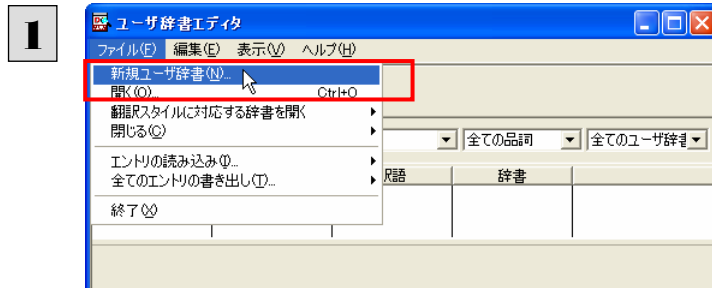 1
ユーザ辞書エディタ
ファイル(F) 編集(E) 表示(V) ヘルプ(H)
新規ユーザ辞書(N)...
開く(O)... Ctrl+O
翻訳スタイルに対応する辞書を開く
閉じる(C)
全ての品詞 全てのユーザ辞書
エントリの読み込み(I)...
全てのエントリの書き出し(T)...
訳語 辞書
終了(X)